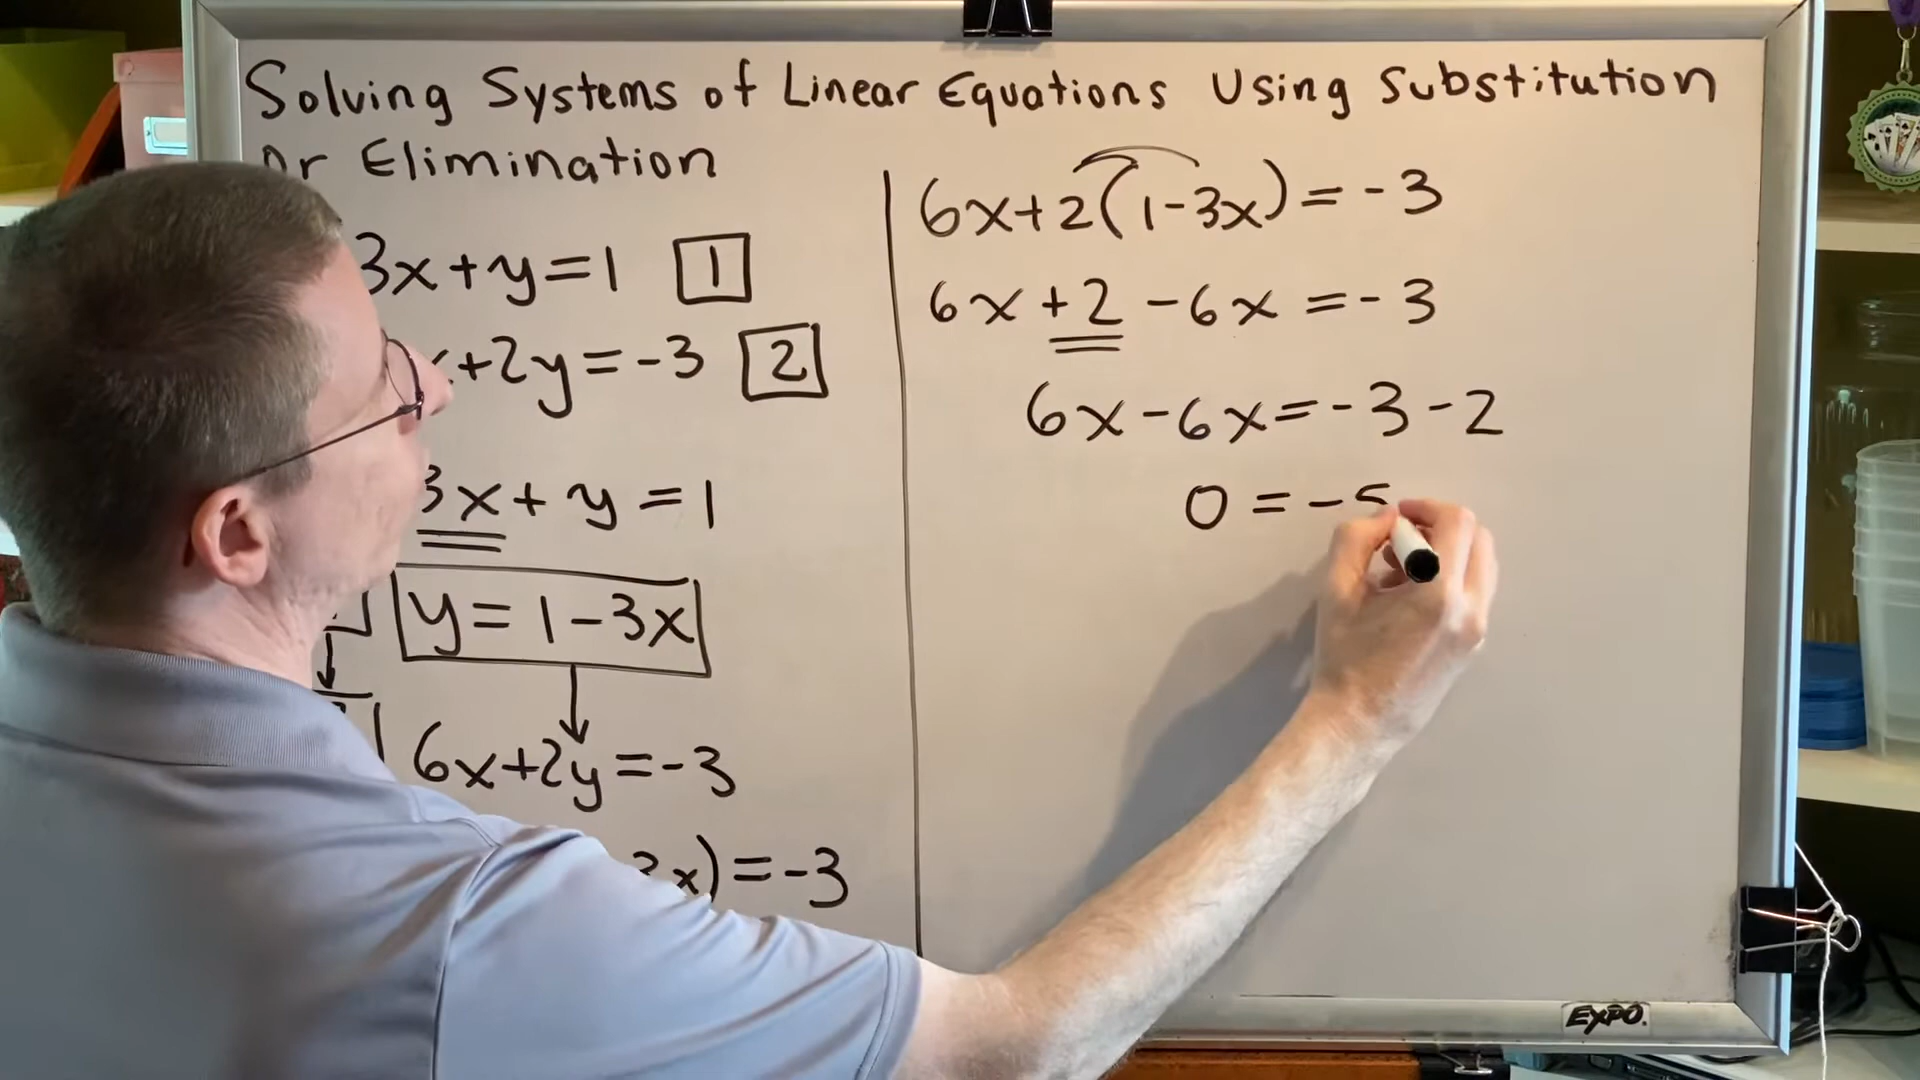 Solving Systems of Linear Equations Using Substitution
or Elimination
3x+y=1 1
+2y=-3 2
3x+y=1
y=1-3x
6x+2y=-3
3x)=-3
6x+2(1-3x)=-3
6x+2-6x=-3
6x-6x=-3-2
0=-5
EXPO.